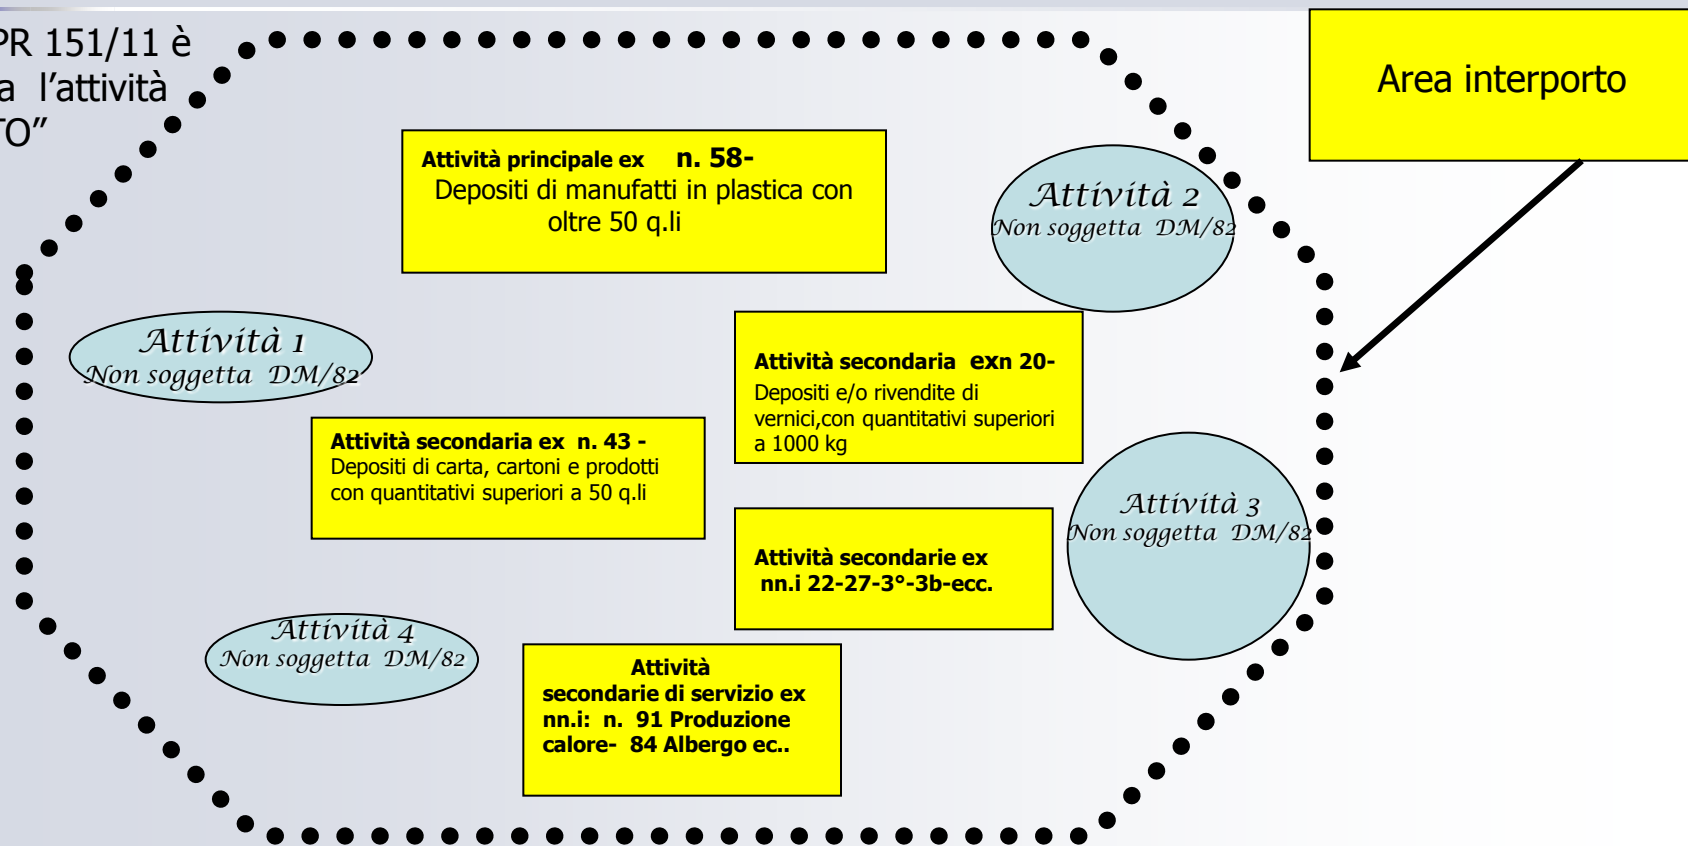 PR 151/11 è
a l'attività
TO"
Area interporto
Attività principale ex n. 58-
Depositi di manufatti in plastica con
oltre 50 q.li
Attività 2
Non soggetta DM/82
Attività 1
Non soggetta DM/82
Attività secondaria exn 20-
Depositi e/o rivendite di
vernici,con quantitativi superiori
a 1000 kg
Attività secondaria ex n. 43 -
Depositi di carta, cartoni e prodotti
con quantitativi superiori a 50 q.li
Attività 3
Non soggetta DM/82
Attività secondarie ex
nn.i 22-27-3°-3b-ecc.
Attività 4
Non soggetta DM/82
Attività
secondarie di servizio ex
nn.i: n. 91 Produzione
calore- 84 Albergo ec..